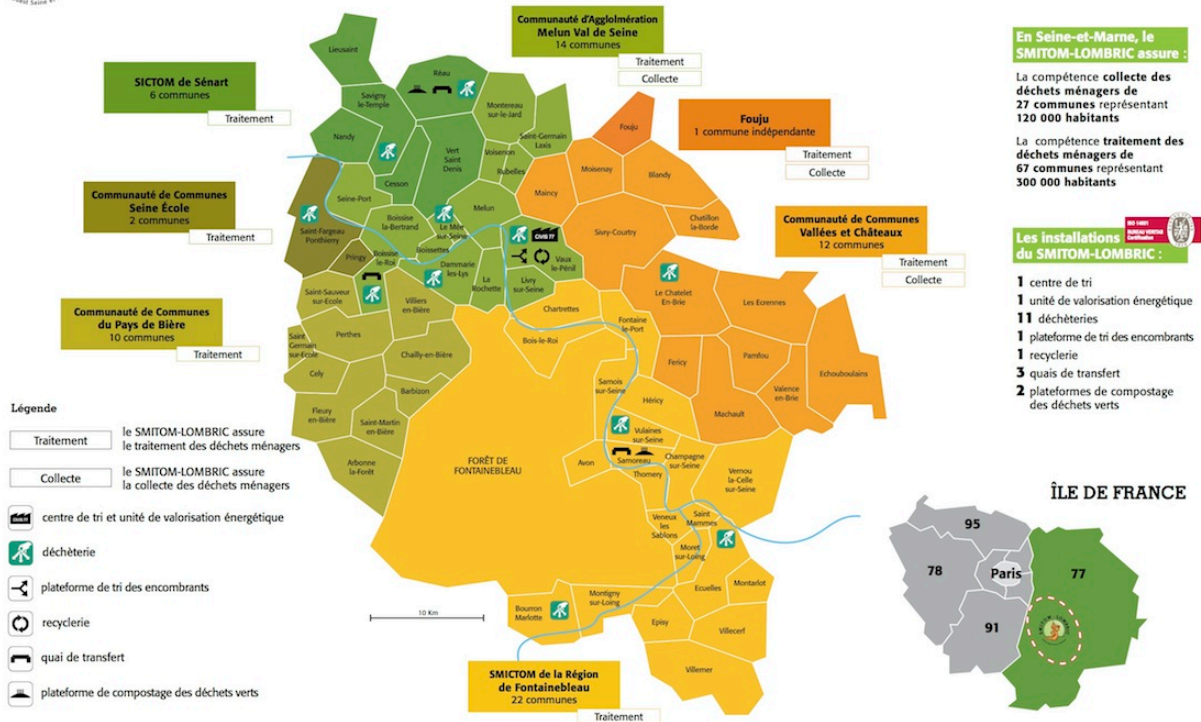 Communauté d'Agglomération
Melun Val de Seine
14 communes
Traitement
Collecte
SICTOM de Sénart
6 communes
Traitement
Fouju
1 commune indépendante
Traitement
Collecte
Communauté de Communes
Seine École
2 communes
Traitement
Communauté de Communes
Vallées et Châteaux
12 communes
Traitement
Collecte
Communauté de Communes
du Pays de Bière
10 communes
Traitement
SMICTOM de la Région
de Fontainebleau
22 communes
Traitement
Lieusaint
Réau
Savigny
le-Temple
Montereau
sur-le-Jard
Nandy
Saint-Germain
Laxis
Vert
Saint
Denis
Voisenon
Rubelles
Cesson
Fouju
Moisenay
Blandy
Maincy
Chatillon
la-Borde
Seine-Port
Boissise
la-Bertrand
Le Mée
sur-Seine
Melun
Sivry-Courtry
Saint-Fargeau
Ponthierry
Boissettes
CIVIS 77
Vaux
le-Pénil
Pringy
Boissise
le-Roi
Dammarie
les-Lys
La
Rochette
Livry
sur-Seine
Le Chatelet
En-Brie
Les Ecrennes
Saint-Sauveur
sur-Ecole
Villiers
en-Bière
Chartrettes
Fontaine
le-Port
Perthes
Bois-le-Roi
Saint
Germain
sur-Ecole
Chailly-en-Bière
Fericy
Pamfou
Echouboulains
Cely
Samois
sur-Seine
Barbizon
Héricy
Valence
en-Brie
Fleury
en-Bière
Machault
Saint-Martin
en-Bière
Vulaines
sur-Seine
FORÊT DE
FONTAINEBLEAU
Avon
Samoreau
Champagne
sur-Seine
Arbonne
la-Forêt
Thomery
Vernou
la-Celle
sur-Seine
Veneux
les
Sablons
Saint
Mammes
Moret
sur-Loing
Ecuelles
Montarlot
Bourron
Marlotte
Montigny
sur-Loing
Episy
Villecerf
Villemer
10 Km
Légende
Traitement
le SMITOM-LOMBRIC assure
le traitement des déchets ménagers
Collecte
le SMITOM-LOMBRIC assure
la collecte des déchets ménagers
CIVIS 77
centre de tri et unité de valorisation énergétique
déchèterie
plateforme de tri des encombrants
recyclerie
quai de transfert
plateforme de compostage des déchets verts
En Seine-et-Marne, le
SMITOM-LOMBRIC assure :
La compétence collecte des
déchets ménagers de
27 communes représentant
120 000 habitants
La compétence traitement des
déchets ménagers de
67 communes représentant
300 000 habitants
ISO 14001
BUREAU VERITAS
Certification
Les installations
du SMITOM-LOMBRIC :
1 centre de tri
1 unité de valorisation énergétique
11 déchèteries
1 plateforme de tri des encombrants
1 recyclerie
3 quais de transfert
2 plateformes de compostage
des déchets verts
ÎLE DE FRANCE
95
78
Paris
77
91
SMITOM-LOMBRIC